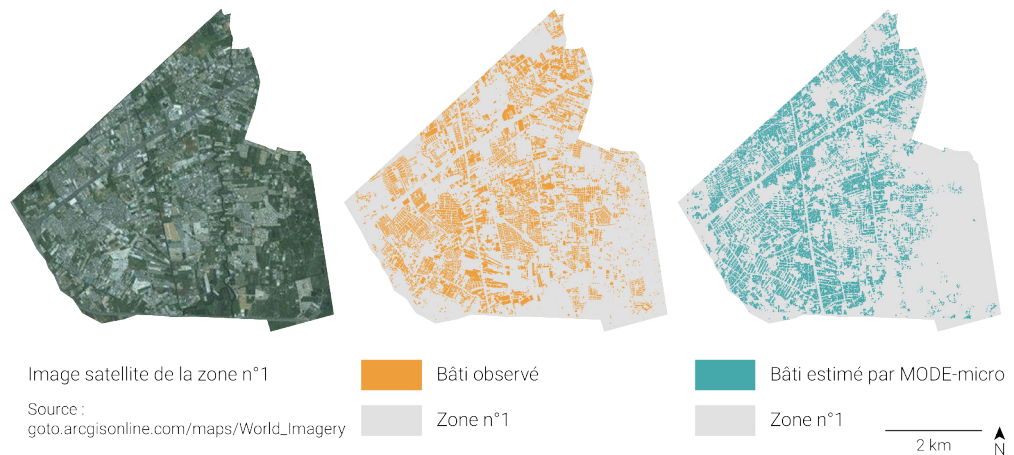 Image satellite de la zone n°1
Source :
goto.arcgisonline.com/maps/World_Imagery
Bâti observé
Zone n°1
Bâti estimé par MODE-micro
Zone n°1
2 km
N